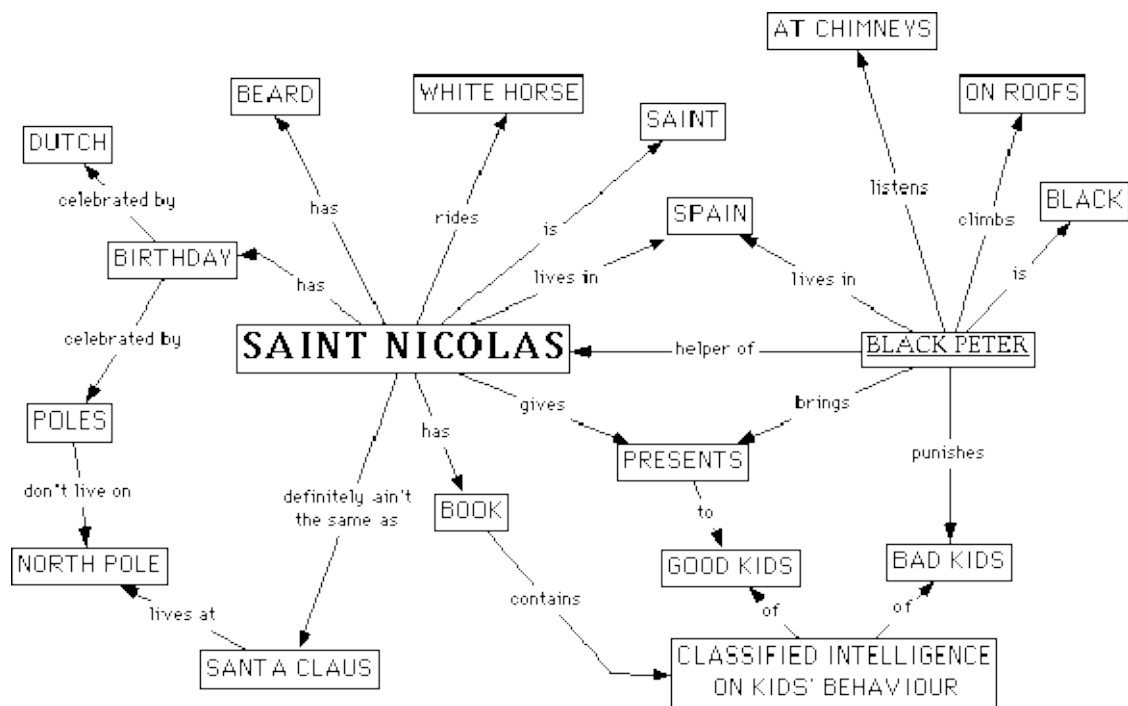 AT CHIMNEYS
BEARD
WHITE HORSE
ON ROOFS
SAINT
DUTCH
listens
celebrated by
has
rides
SPAIN
climbs
BLACK
is
BIRTHDAY
has
lives in
lives in
is
celebrated by
SAINT NICOLAS
helper of
BLACK PETER
POLES
gives
brings
has
PRESENTS
punishes
don't live on
definitely ain't
the same as
BOOK
to
NORTH POLE
GOOD KIDS
BAD KIDS
lives at
contains
of
of
SANTA CLAUS
CLASSIFIED INTELLIGENCE
ON KIDS' BEHAVIOUR